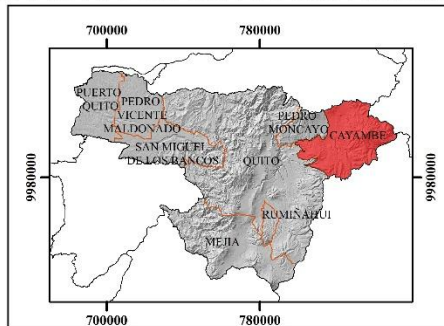 700000 780000
PUERTO
QUITO
PEDRO
VICENTE
MALDONADO
SAN MIGUEL
DE LOS BANCOS
PEDRO
MONCAYO
CAYAMBE
QUITO
9980000
9980000
RUMIÑAHUI
MEJIA
700000 780000